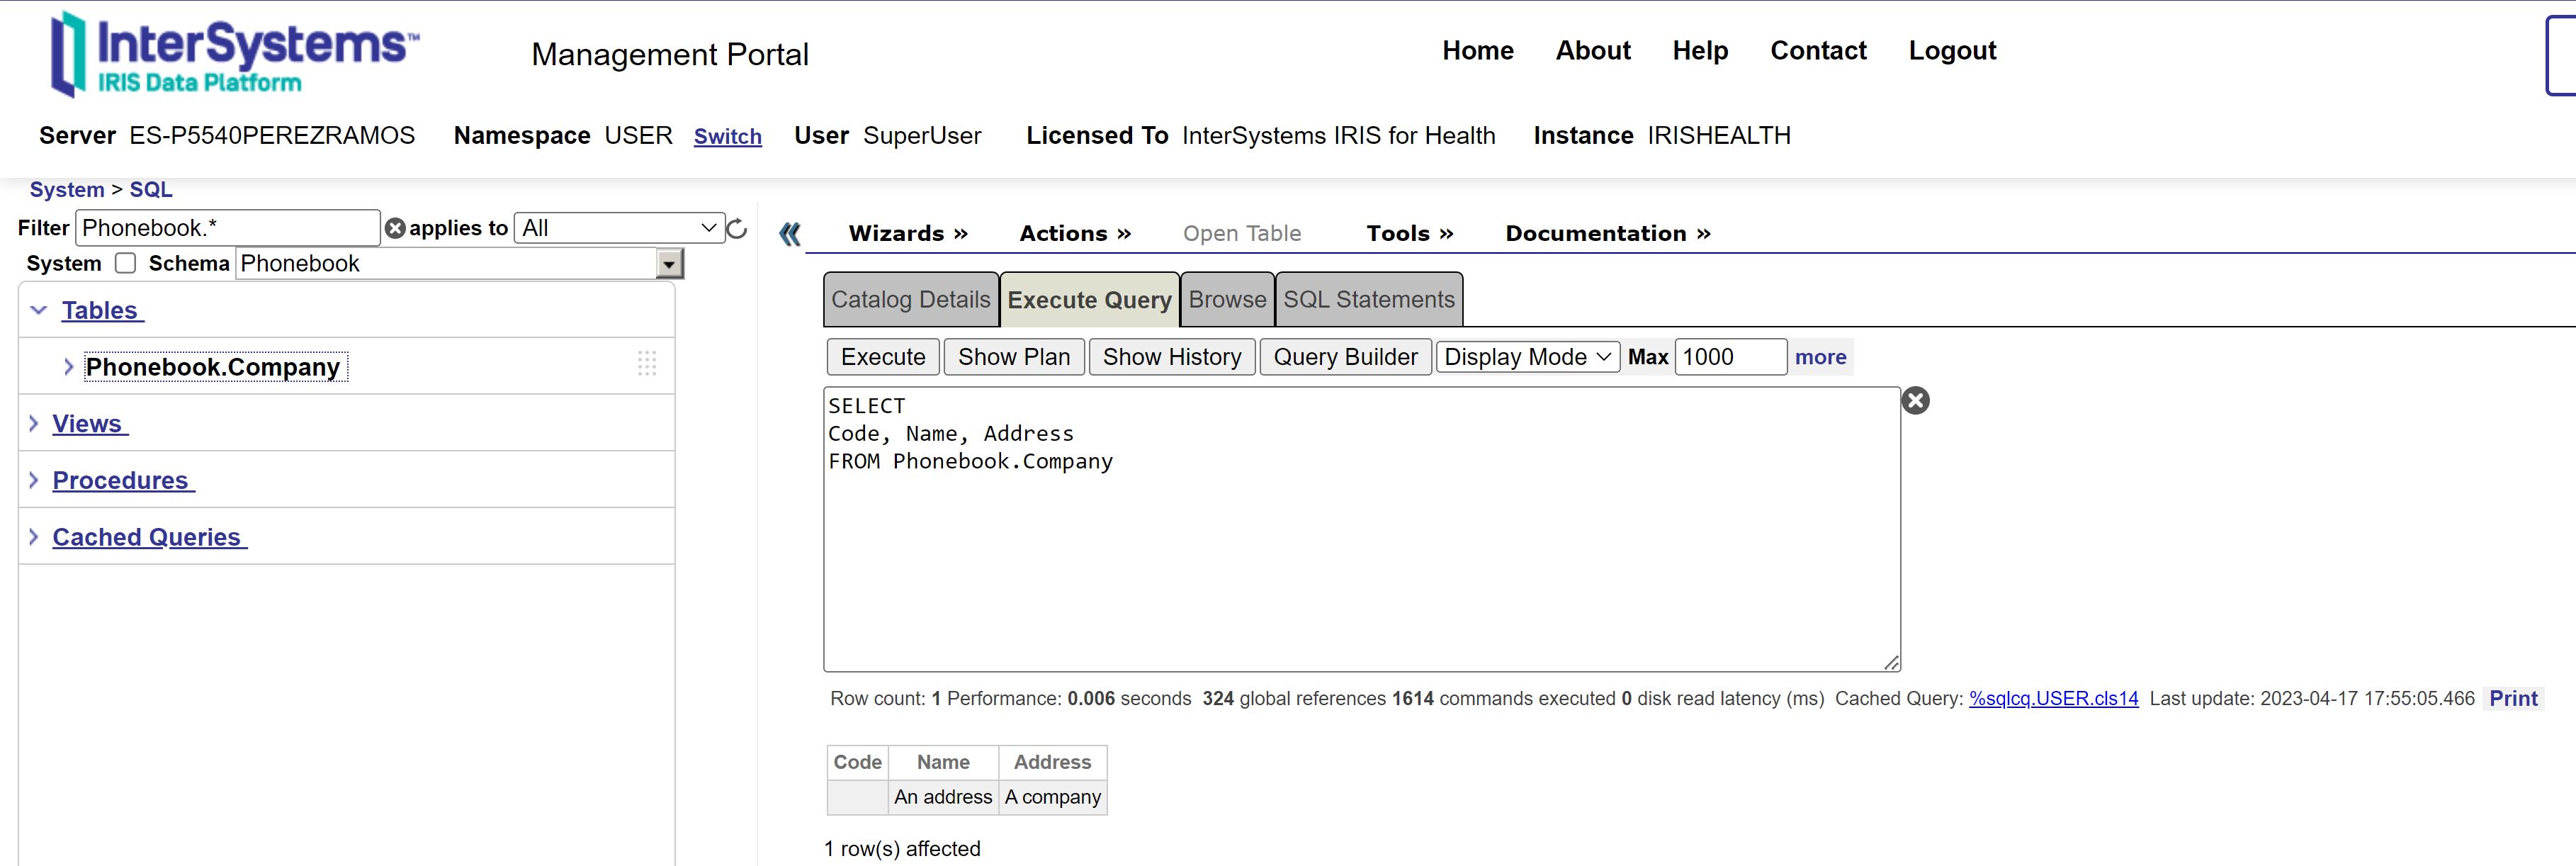 InterSystems™
IRIS Data Platform
Management Portal
Home About Help Contact Logout
Server ES-P5540PEREZRAMOS Namespace USER Switch User SuperUser Licensed To InterSystems IRIS for Health Instance IRISHEALTH
System > SQL
Filter Phonebook.* applies to All
System Schema Phonebook
Tables
Phonebook.Company
Views
Procedures
Cached Queries
Wizards » Actions » Open Table Tools » Documentation »
Catalog Details Execute Query Browse SQL Statements
Execute Show Plan Show History Query Builder Display Mode Max 1000 more
SELECT
Code, Name, Address
FROM Phonebook.Company
Row count: 1 Performance: 0.006 seconds 324 global references 1614 commands executed 0 disk read latency (ms) Cached Query: %sqlcq.USER.cls14 Last update: 2023-04-17 17:55:05.466 Print
Code Name Address
An address A company
1 row(s) affected